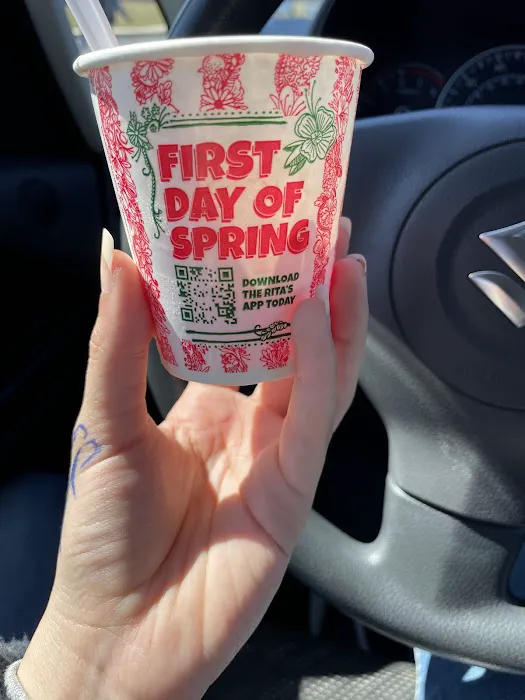 FIRST
DAY OF
SPRING
DOWNLOAD
THE RITA'S
APP TODAY